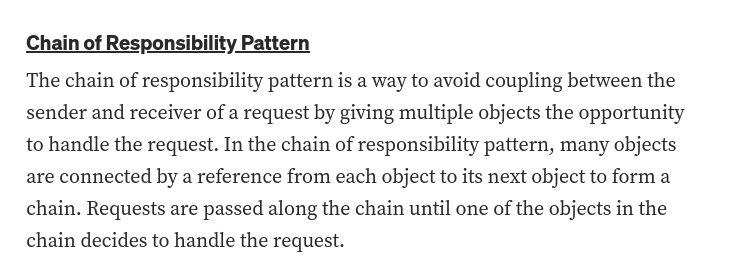 Chain of Responsibility Pattern
The chain of responsibility pattern is a way to avoid coupling between the
sender and receiver of a request by giving multiple objects the opportunity
to handle the request. In the chain of responsibility pattern, many objects
are connected by a reference from each object to its next object to form a
chain. Requests are passed along the chain until one of the objects in the
chain decides to handle the request.